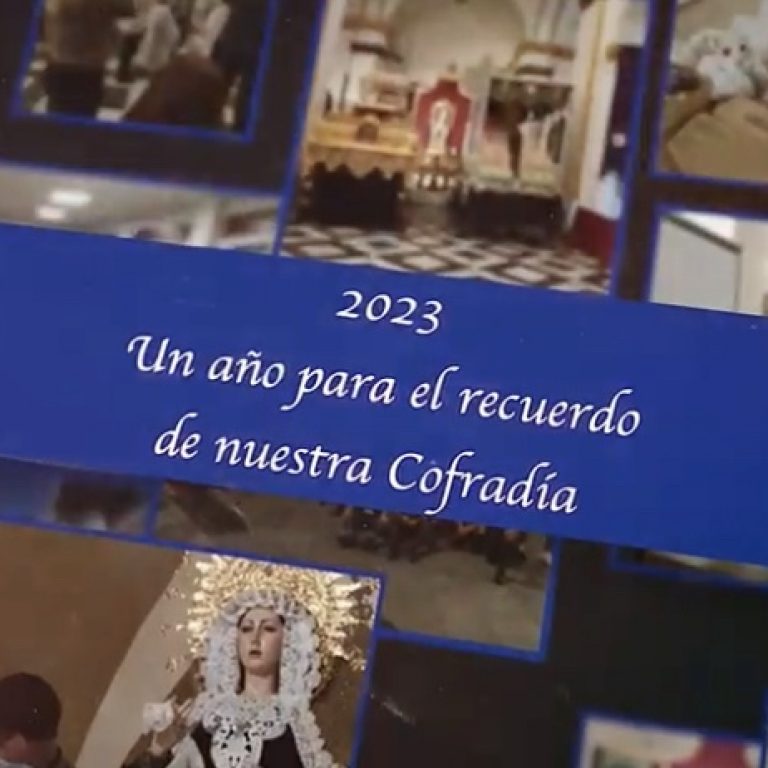 2023
Un año para el recuerdo
de nuestra Cofradía